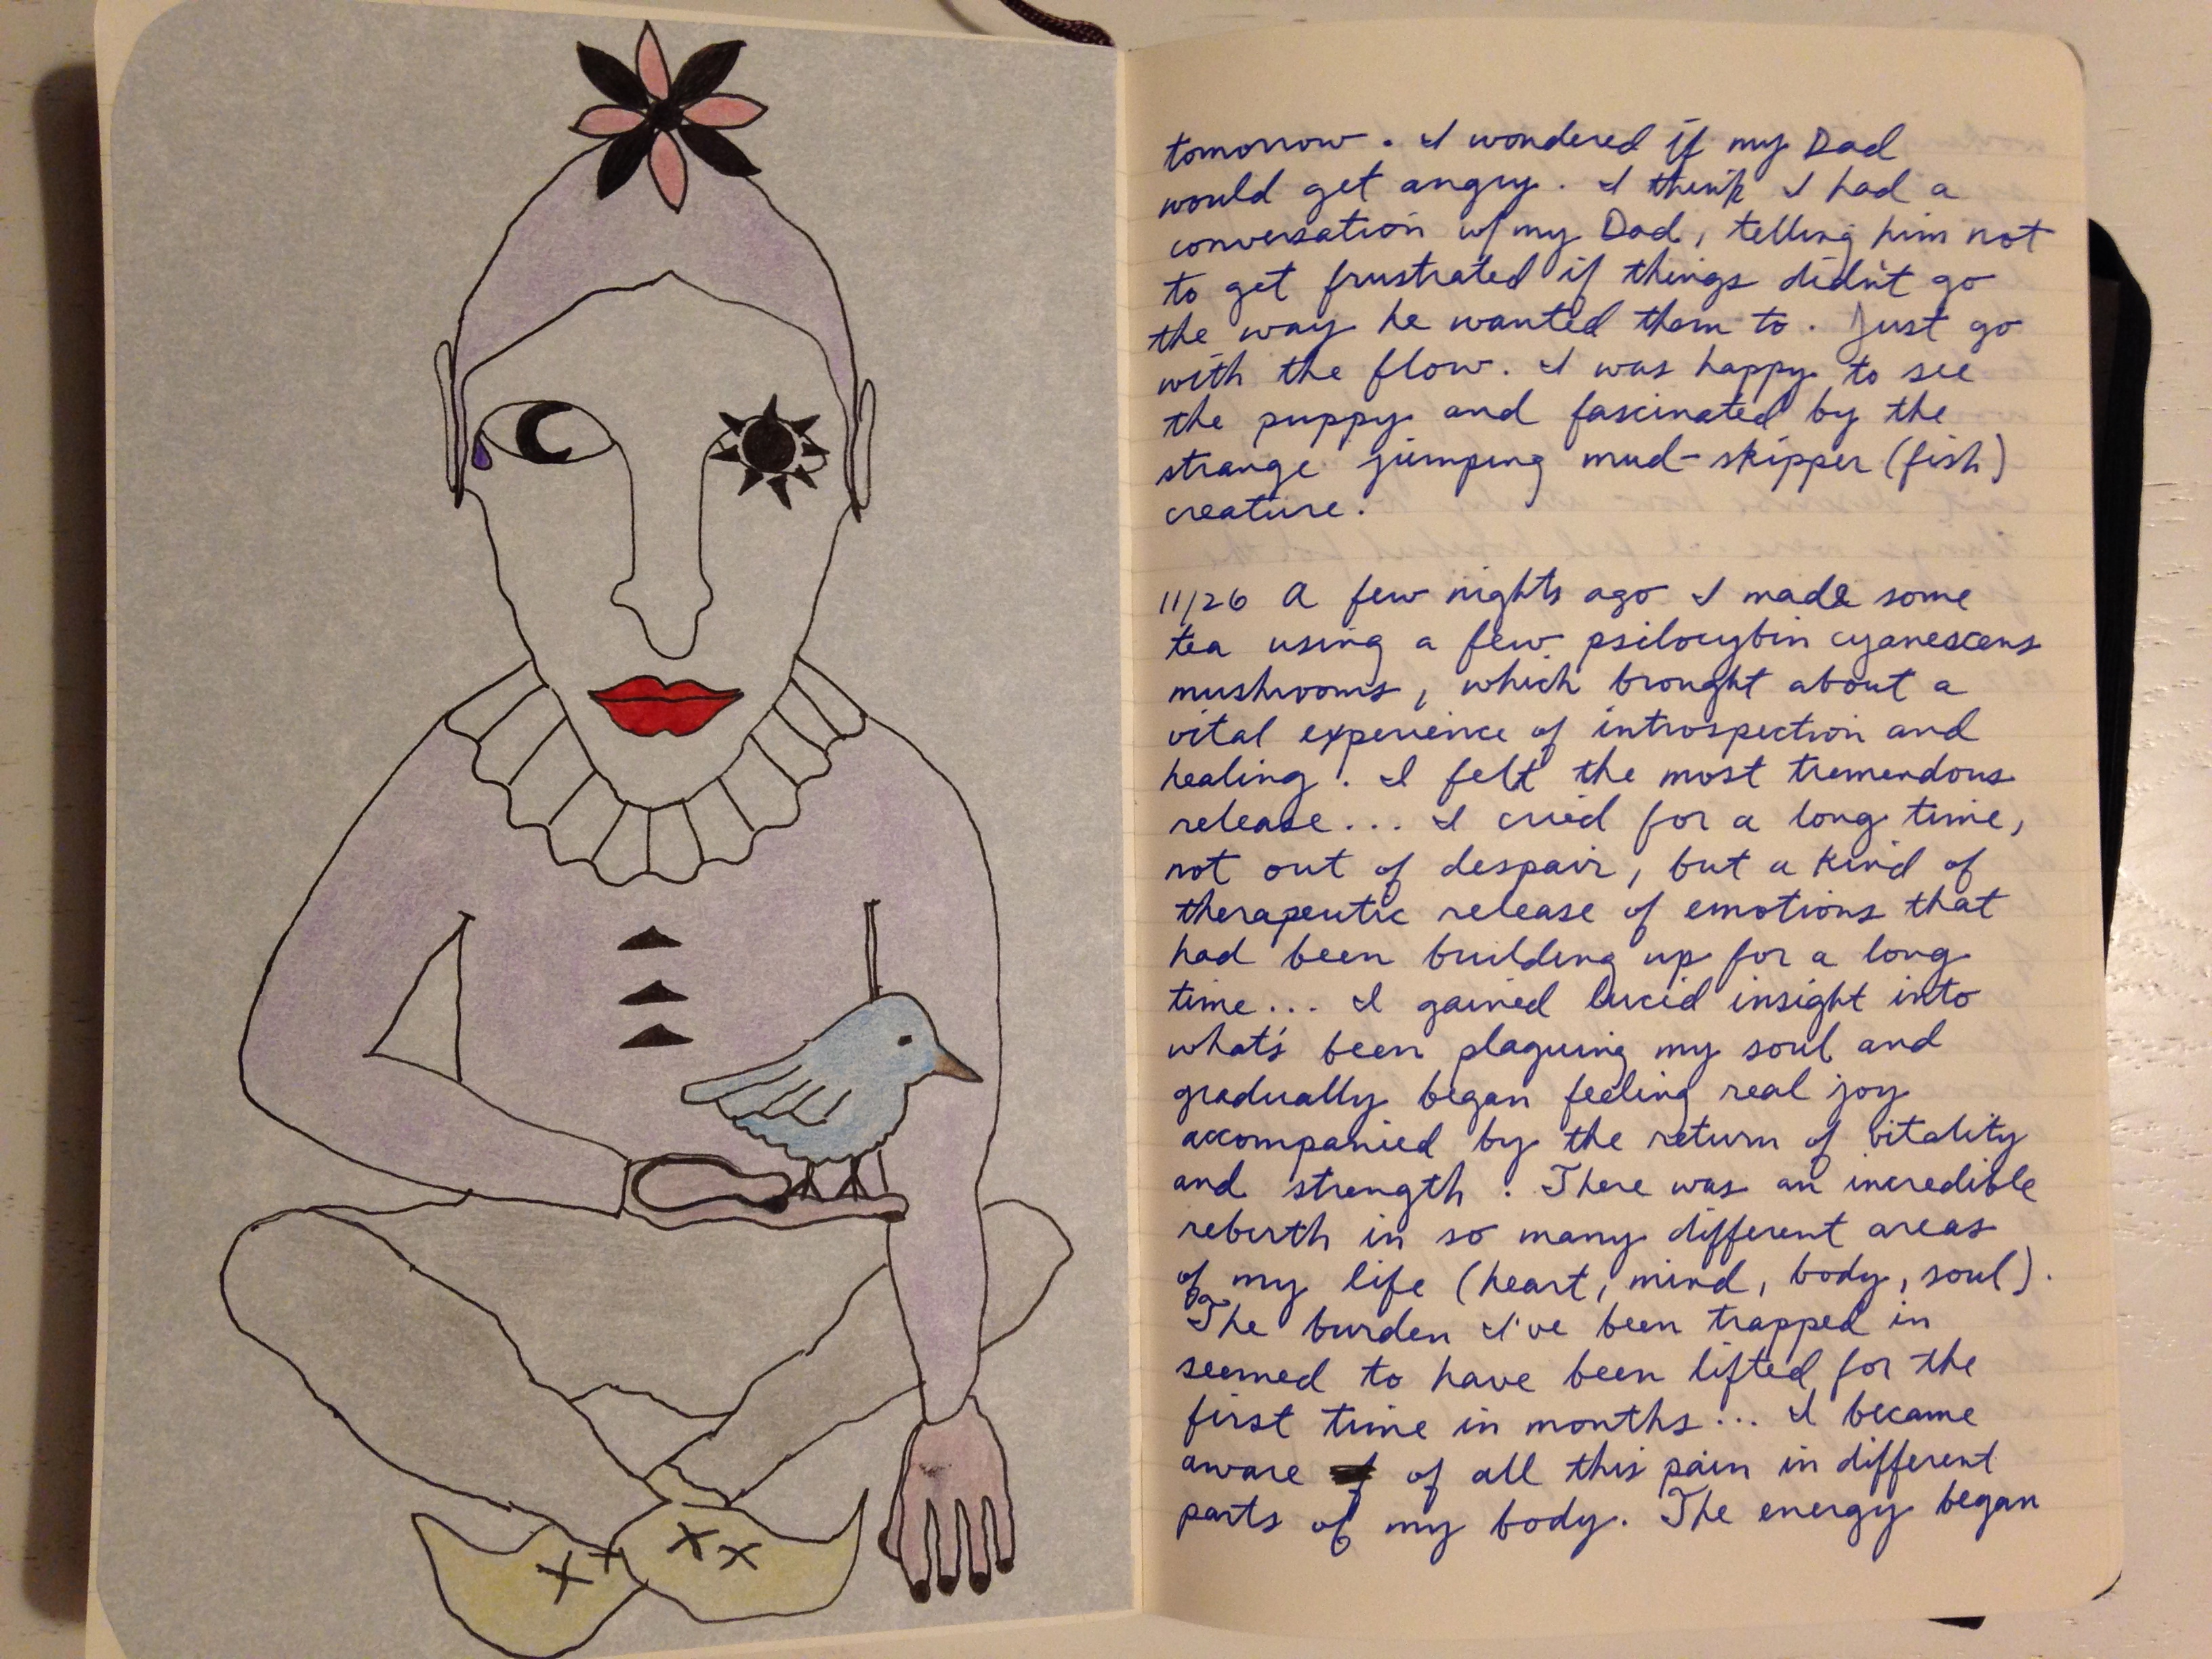 tomorrow. I wondered if my Dad
would get angry. I think I had a
conversation w/ my Dad, telling him not
to get frustrated if things didn't go
the way he wanted them to. Just go
with the flow. I was happy to see
the puppy and fascinated by the
strange jumping mud-skipper (fish)
creature.
11/26 A few nights ago I made some
tea using a few psilocybin cyanescens
mushrooms, which brought about a
vital experience of introspection and
healing. I felt the most tremendous
release... I cried for a long time,
not out of despair, but a kind of
therapeutic release of emotions that
had been building up for a long
time... I gained lucid insight into
what's been plaguing my soul and
gradually began feeling real joy
accompanied by the return of vitality
and strength. There was an incredible
rebirth in so many different areas
of my life (heart, mind, body, soul).
The burden I've been trapped in
seemed to have been lifted for the
first time in months... I became
aware of all this pain in different
parts of my body. The energy began